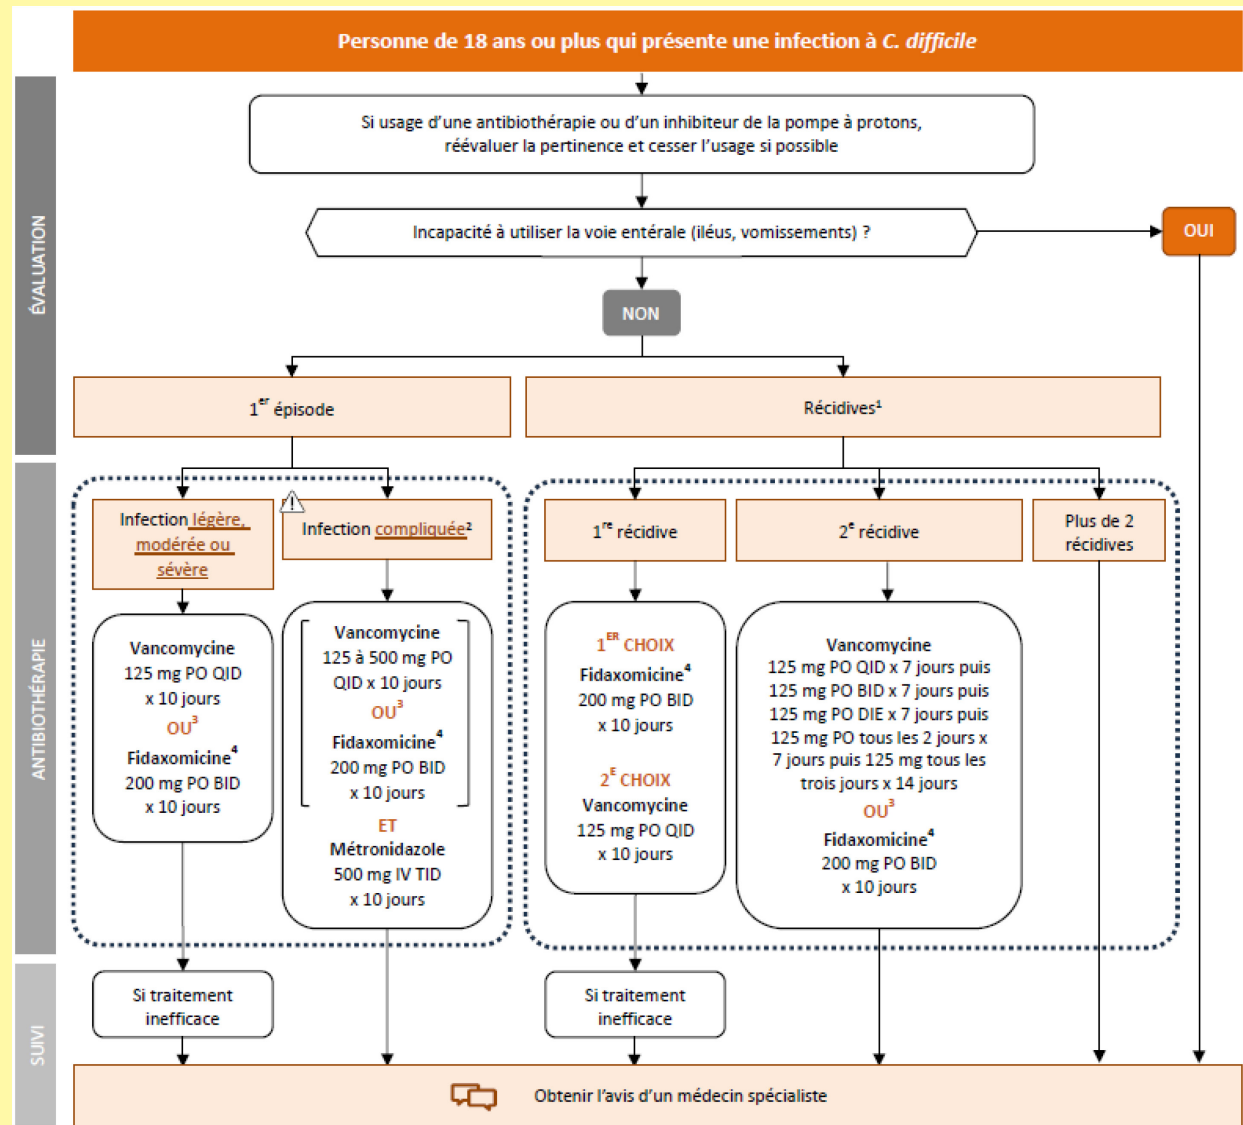 Personne de 18 ans ou plus qui présente une infection à C. difficile
ÉVALUATION
Si usage d'une antibiothérapie ou d'un inhibiteur de la pompe à protons,
réévaluer la pertinence et cesser l'usage si possible
Incapacité à utiliser la voie entérale (iléus, vomissements) ?
OUI
NON
1er épisode
Récidives¹
ANTIBIOTHÉRAPIE
Infection légère,
modérée ou
sévère
Vancomycine
125 mg PO QID
x 10 jours
OU³
Fidaxomicine⁴
200 mg PO BID
x 10 jours
Infection compliquée²
Vancomycine
125 à 500 mg PO
QID x 10 jours
OU³
Fidaxomicine⁴
200 mg PO BID
x 10 jours
ET
Métronidazole
500 mg IV TID
x 10 jours
1re récidive
1ER CHOIX
Fidaxomicine⁴
200 mg PO BID
x 10 jours
2E CHOIX
Vancomycine
125 mg PO QID
x 10 jours
2e récidive
Vancomycine
125 mg PO QID x 7 jours puis
125 mg PO BID x 7 jours puis
125 mg PO DIE x 7 jours puis
125 mg PO tous les 2 jours x
7 jours puis 125 mg tous les
trois jours x 14 jours
OU³
Fidaxomicine⁴
200 mg PO BID
x 10 jours
Plus de 2
récidives
SUIVI
Si traitement
inefficace
Si traitement
inefficace
Obtenir l'avis d'un médecin spécialiste